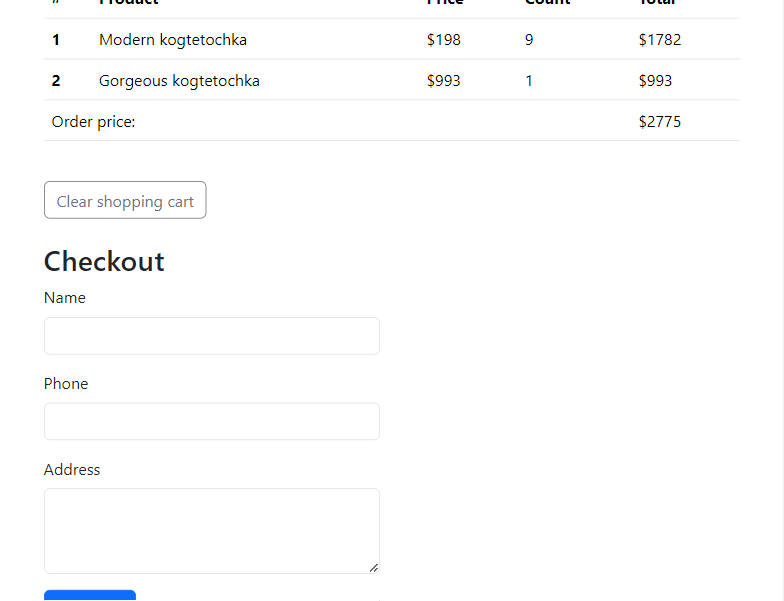 # Product Price Count Total
1 Modern kogtetochka $198 9 $1782
2 Gorgeous kogtetochka $993 1 $993
Order price: $2775
Clear shopping cart
Checkout
Name
Phone
Address